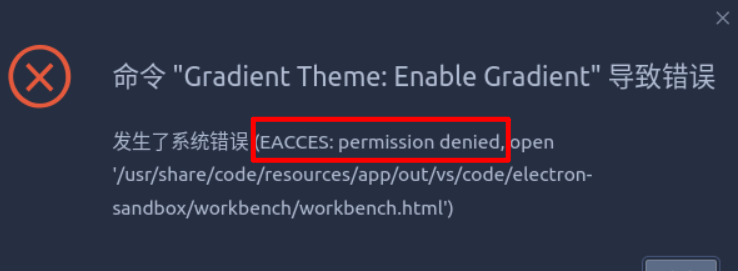 命令 "Gradient Theme: Enable Gradient" 导致错误
发生了系统错误 (EACCES: permission denied, open
'/usr/share/code/resources/app/out/vs/code/electron-
sandbox/workbench/workbench.html')